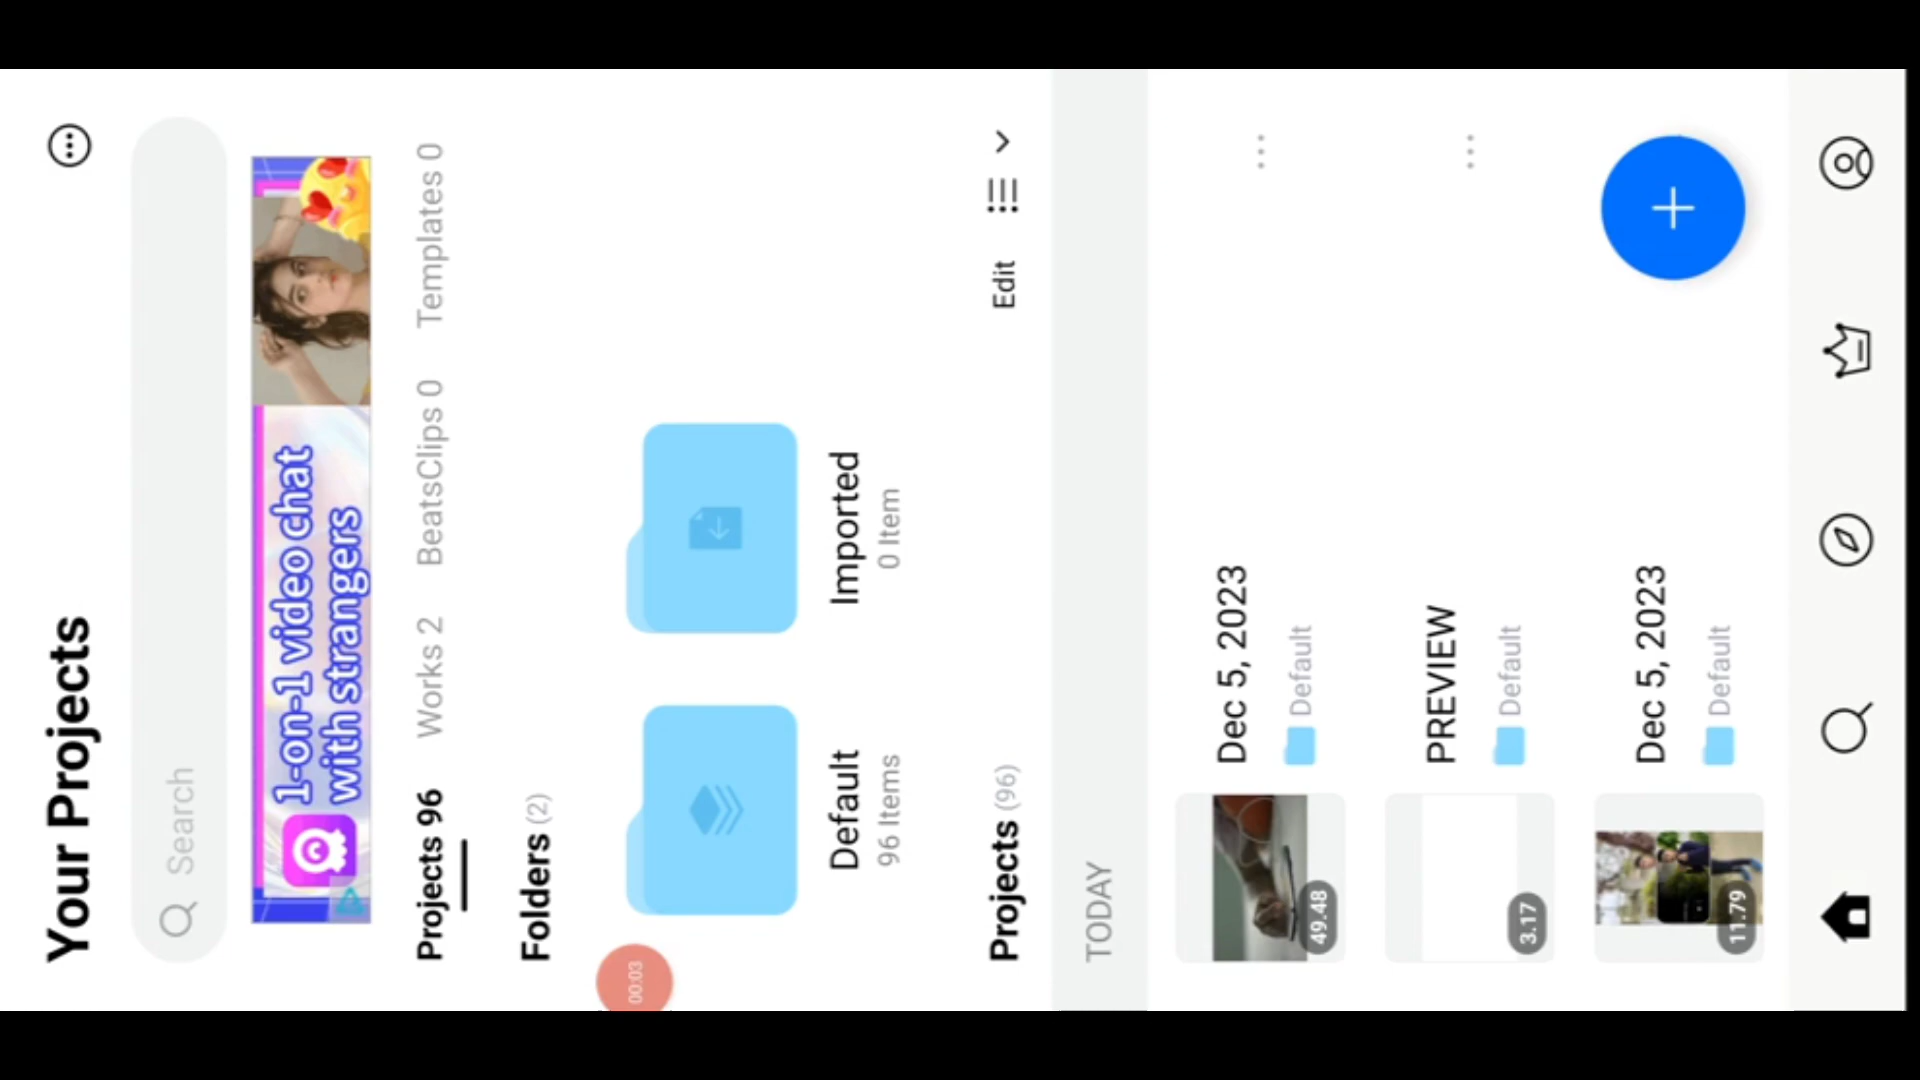 Your Projects
Search
1-on-1 video chat
with strangers
Projects 96 Works 2 BeatsClips 0 Templates 0
Folders (2)
Default
96 Items
Imported
0 Item
00:03
Projects (96) Edit
TODAY
Dec 5, 2023
Default
49.48
PREVIEW
Default
3.17
Dec 5, 2023
Default
11.79